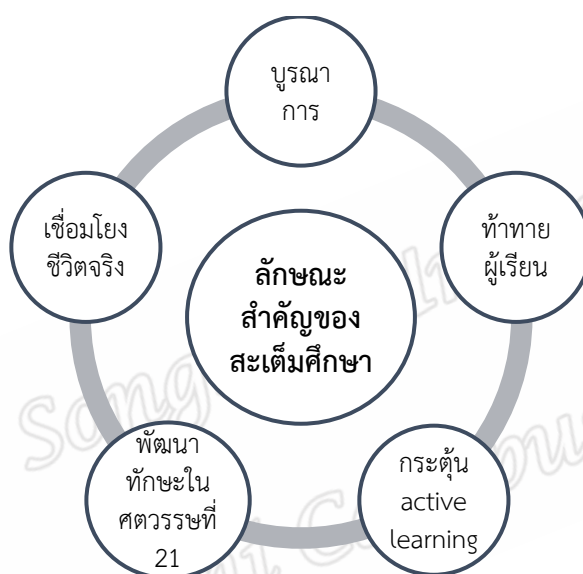 บูรณา
การ
ท้าทาย
ผู้เรียน
กระตุ้น
active
learning
พัฒนา
ทักษะใน
ศตวรรษที่
21
เชื่อมโยง
ชีวิตจริง
ลักษณะ
สำคัญของ
สะเต็มศึกษา